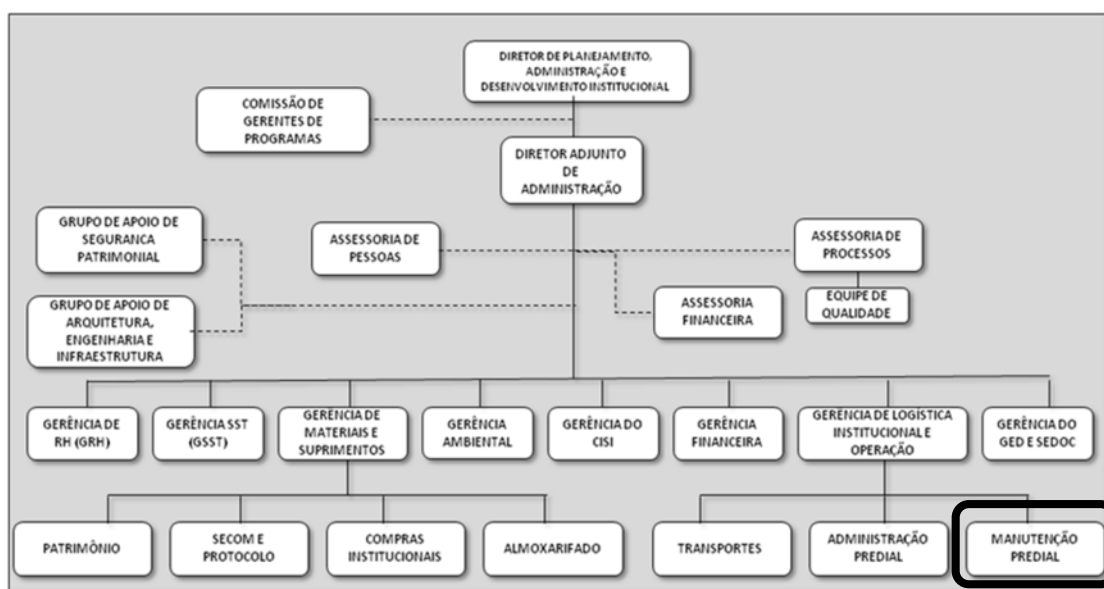 DIRETOR DE PLANEJAMENTO,
ADMINISTRAÇÃO E
DESENVOLVIMENTO INSTITUCIONAL
COMISSÃO DE
GERENTES DE
PROGRAMAS
DIRETOR ADJUNTO
DE
ADMINISTRAÇÃO
GRUPO DE APOIO DE
SEGURANCA
PATRIMONIAL
ASSESSORIA DE
PESSOAS
ASSESSORIA DE
PROCESSOS
EQUIPE DE
QUALIDADE
ASSESSORIA
FINANCEIRA
GRUPO DE APOIO DE
ARQUITETURA,
ENGENHARIA E
INFRAESTRUTURA
GERÊNCIA DE
RH (GRH)
GERÊNCIA SST
(GSST)
GERÊNCIA DE
MATERIAIS E
SUPRIMENTOS
GERÊNCIA
AMBIENTAL
GERÊNCIA DO
CISI
GERÊNCIA
FINANCEIRA
GERÊNCIA DE LOGÍSTICA
INSTITUCIONAL E
OPERAÇÃO
GERÊNCIA DO
GED E SEDOC
PATRIMÔNIO
SECOM E
PROTOCOLO
COMPRAS
INSTITUCIONAIS
ALMOXARIFADO
TRANSPORTES
ADMINISTRAÇÃO
PREDIAL
MANUTENÇÃO
PREDIAL